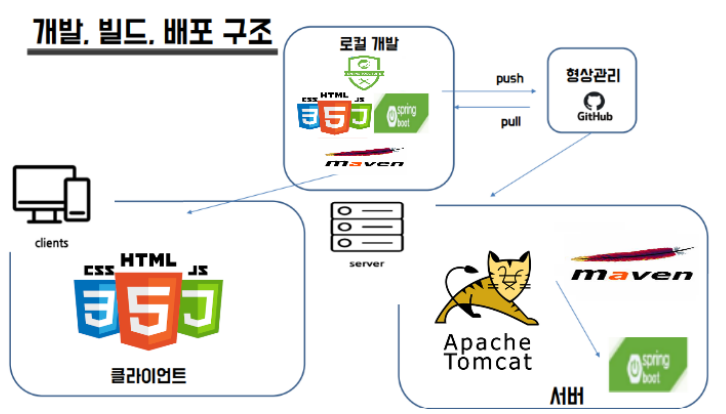 개발, 빌드, 배포 구조
로컬 개발
CSS HTML JS
spring boot
maven
push
pull
형상관리
GitHub
clients
CSS HTML JS
클라이언트
server
Apache
Tomcat
maven
spring
boot
서버